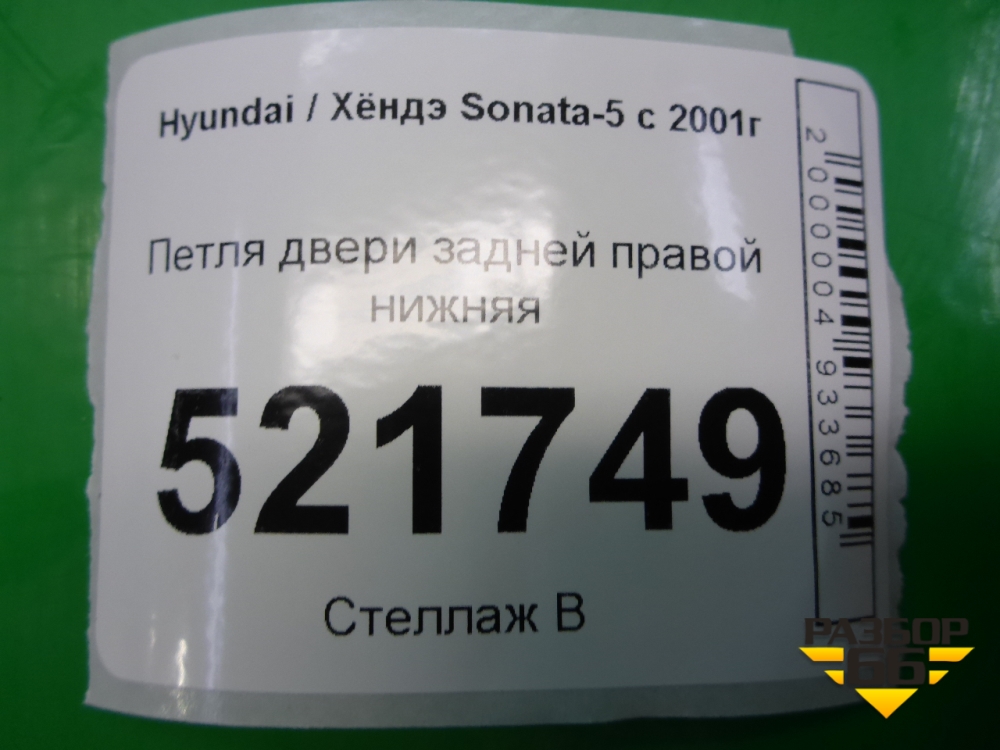 Hyundai / Хёндэ Sonata-5 с 2001г
Петля двери задней правой
нижняя
521749
Стеллаж В
2000004933685
РАЗБОР
66